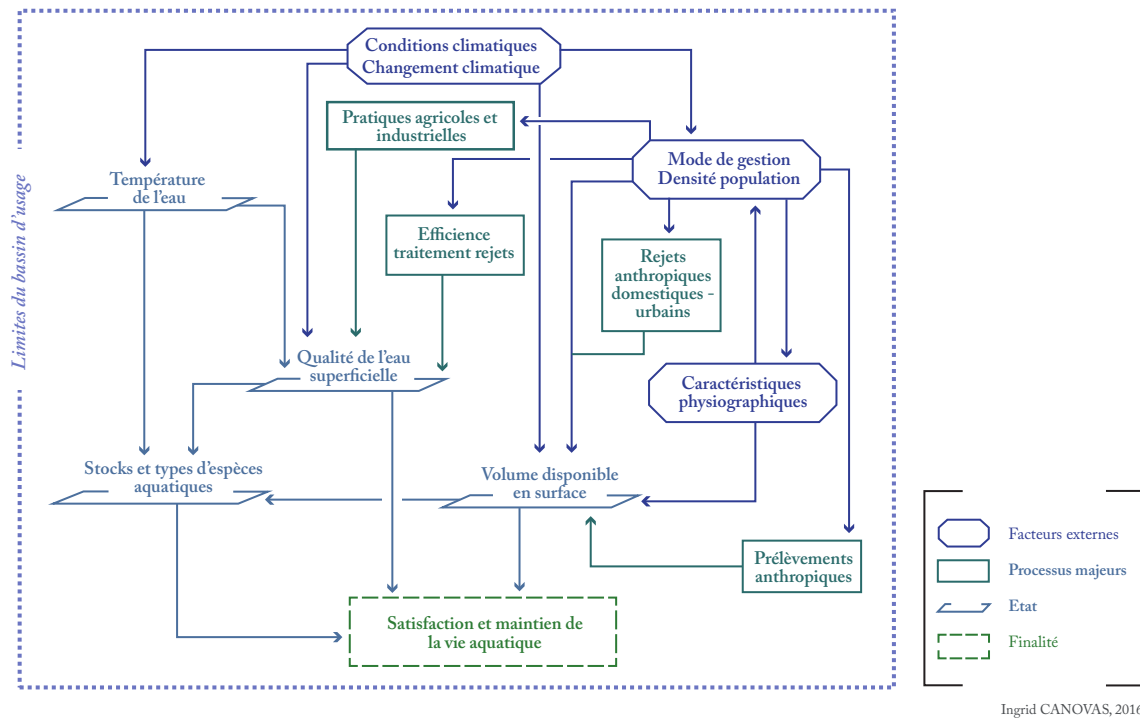 Conditions climatiques
Changement climatique
Pratiques agricoles et
industrielles
Mode de gestion
Densité population
Température
de l'eau
Limites du bassin d'usage
Efficience
traitement rejets
Rejets
anthropiques
domestiques -
urbains
Qualité de l'eau
superficielle
Caractéristiques
physiographiques
Stocks et types d'espèces
aquatiques
Volume disponible
en surface
Prélèvements
anthropiques
Satisfaction et maintien de
la vie aquatique
Facteurs externes
Processus majeurs
Etat
Finalité
Ingrid CANOVAS, 2016